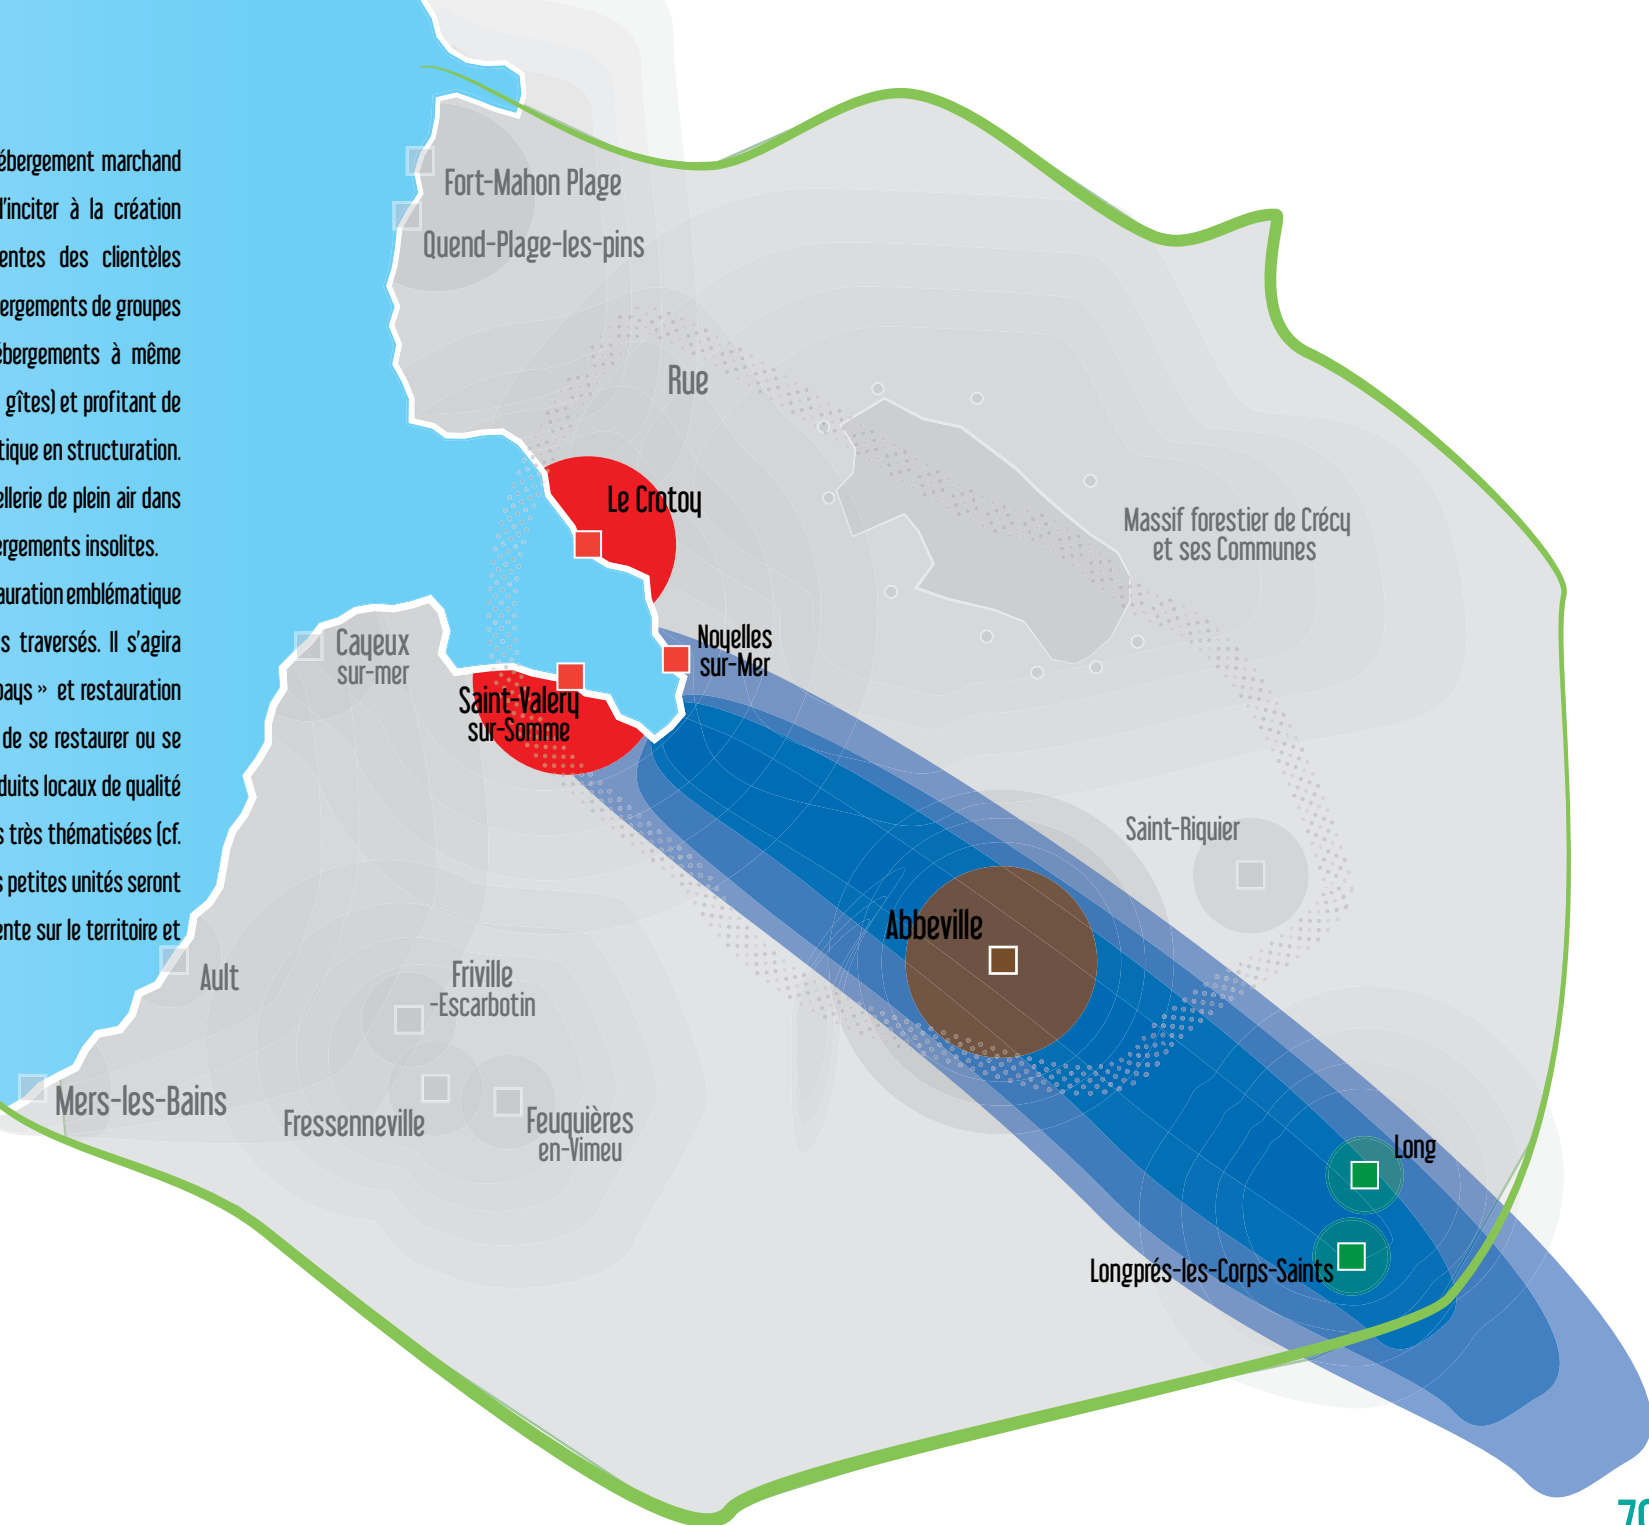 ébergement marchand
l'inciter à la création
entes des clientèles
ergements de groupes
ébergements à même
gîtes) et profitant de
tique en structuration.
ellerie de plein air dans
ergements insolites.
auration emblématique
s traversés. Il s'agira
pays » et restauration
de se restaurer ou se
duits locaux de qualité
s très thématisées (cf.
s petites unités seront
ente sur le territoire et
Fort-Mahon Plage
Quend-Plage-les-pins
Rue
Le Crotoy
Massif forestier de Crécy
et ses Communes
Noyelles
sur-Mer
Cayeux
sur-mer
Saint-Valery
sur-Somme
Saint-Riquier
Abbeville
Ault
Friville
-Escarbotin
Mers-les-Bains
Fressenneville
Feuquières
en-Vimeu
Long
Longprés-les-Corps-Saints